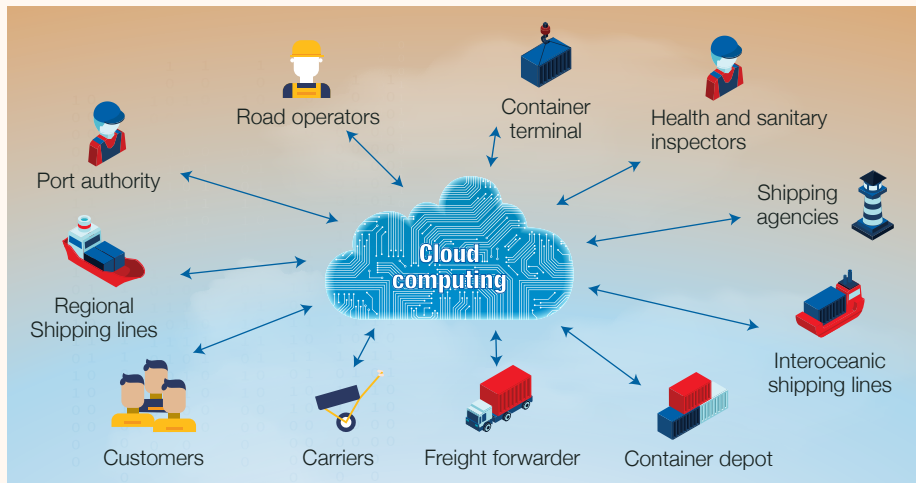 Road operators
Container
terminal
Health and sanitary
inspectors
Port authority
Shipping
agencies
Cloud
computing
Regional
Shipping lines
Interoceanic
shipping lines
Customers
Carriers
Freight forwarder
Container depot